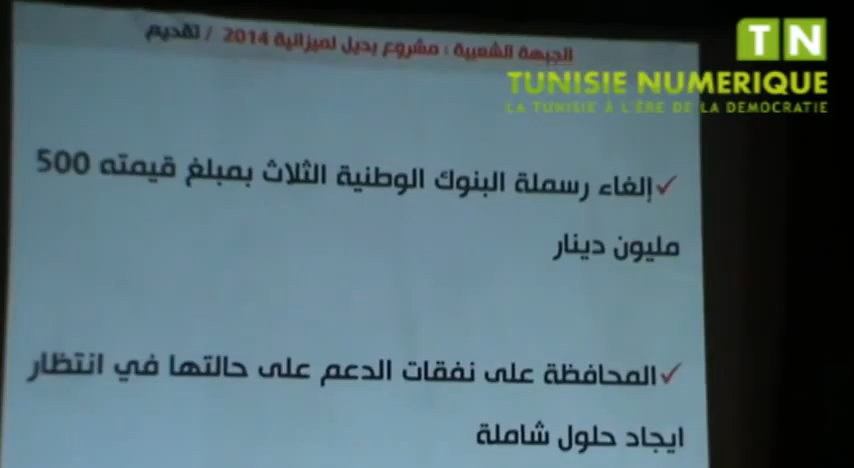 الجبهة الشعبية : مشروع بديل لميزانية 2014 / تقديم
TN
TUNISIE NUMERIQUE
LA TUNISIE À L'ÈRE DE LA DEMOCRATIE
✓إلغاء رسملة البنوك الوطنية الثلاث بمبلغ قيمته 500
مليون دينار
✓المحافظة على نفقات الدعم على حالتها في انتظار
ايجاد حلول شاملة